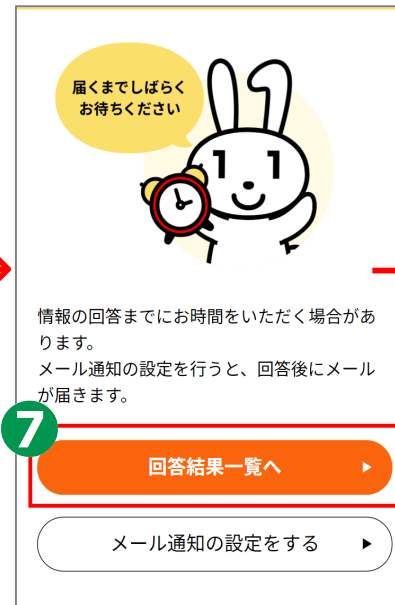 届くまでしばらく
お待ちください
1 1
情報の回答までにお時間をいただく場合があ
ります。
メール通知の設定を行うと、回答後にメール
が届きます。
7
回答結果一覧へ
メール通知の設定をする